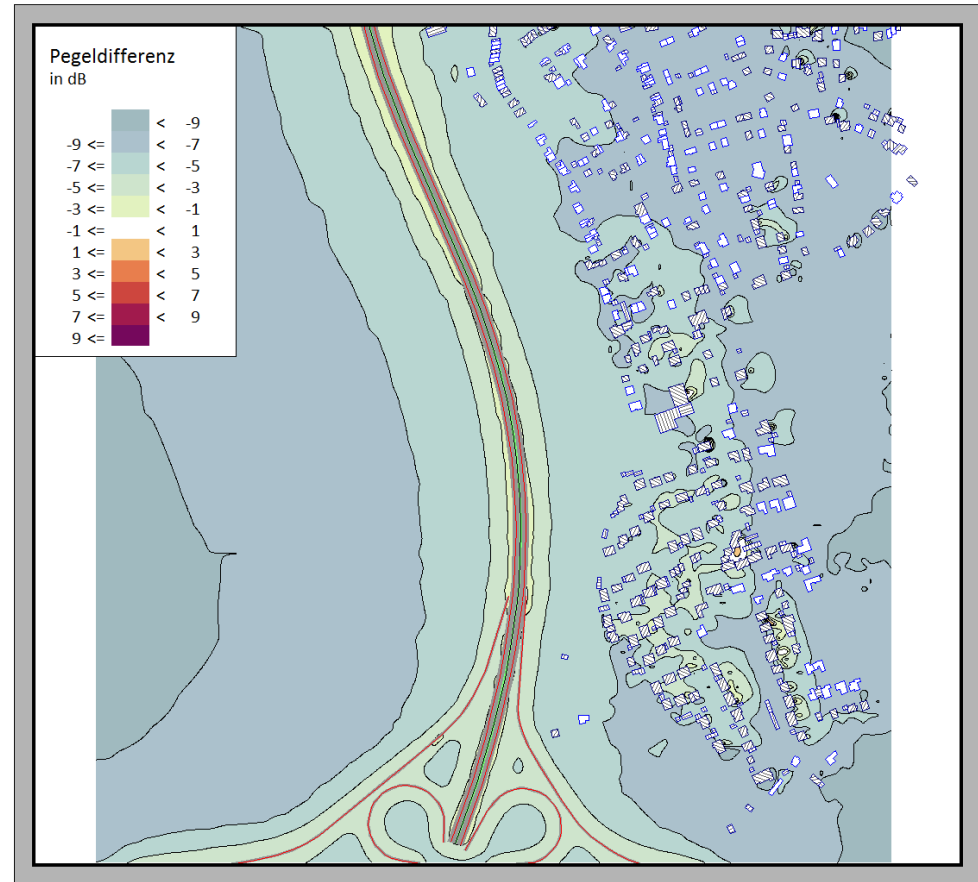 Pegeldifferenz
in dB
< -9
-9 <= < -7
-7 <= < -5
-5 <= < -3
-3 <= < -1
-1 <= < 1
1 <= < 3
3 <= < 5
5 <= < 7
7 <= < 9
9 <=